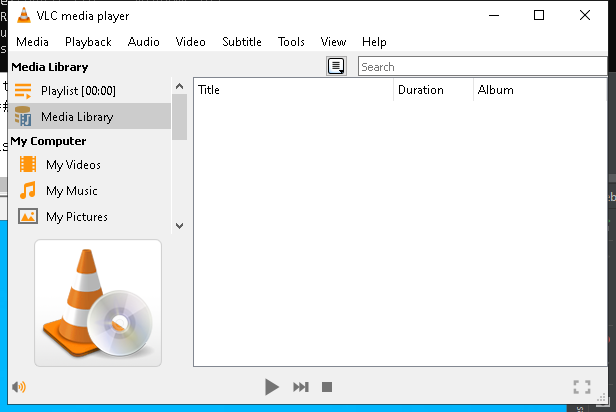 VLC media player
Media Playback Audio Video Subtitle Tools View Help
Media Library
Search
Playlist [00:00]
Title Duration Album
Media Library
My Computer
My Videos
My Music
My Pictures